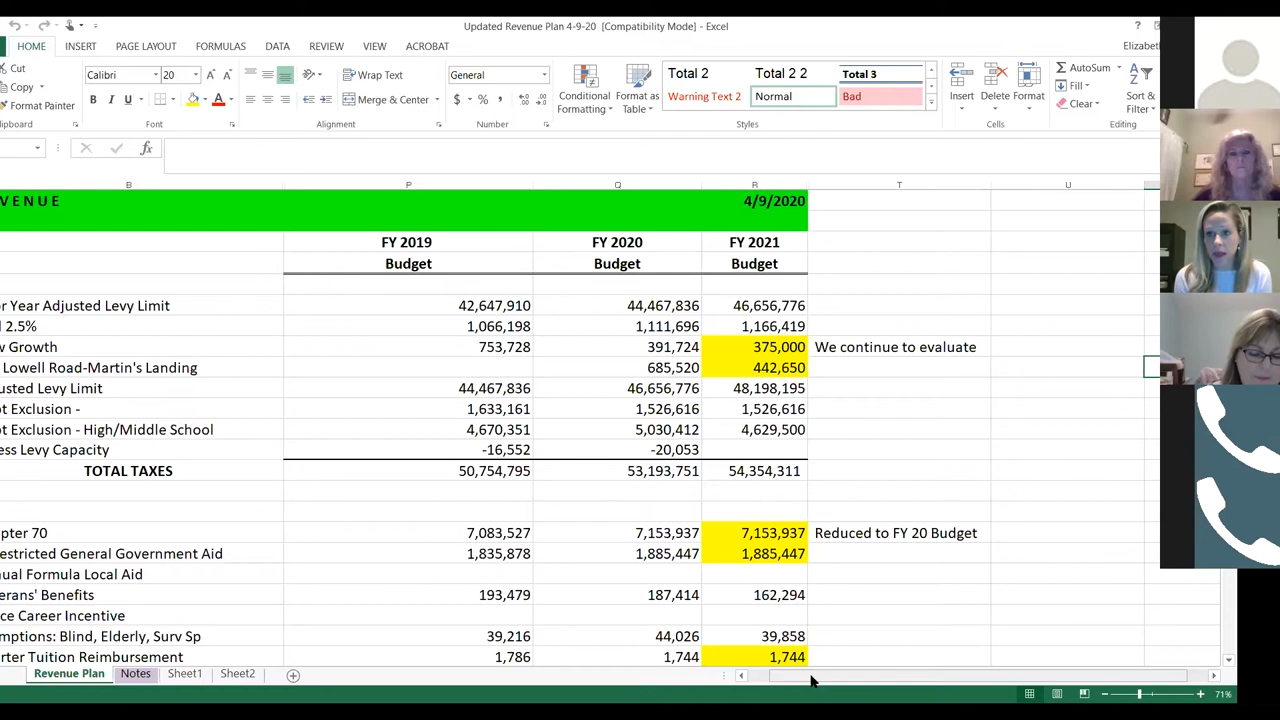 Updated Revenue Plan 4-9-20 [Compatibility Mode] - Excel
?
HOME INSERT PAGE LAYOUT FORMULAS DATA REVIEW VIEW ACROBAT
Elizabeth
Cut
Copy
Format Painter
Calibri 20
B I U
Wrap Text
Merge & Center
General
$ % ,
Conditional Formatting
Format as Table
Total 2 Total 2 2 Total 3
Warning Text 2 Normal Bad
Insert Delete Format
AutoSum
Fill
Clear
Sort & Filter
lipboard Font Alignment Number Styles Cells Editing
fx
B P Q R T U
V E N U E 4/9/2020
FY 2019 FY 2020 FY 2021
Budget Budget Budget
or Year Adjusted Levy Limit 42,647,910 44,467,836 46,656,776
d 2.5% 1,066,198 1,111,696 1,166,419
w Growth 753,728 391,724 375,000 We continue to evaluate
Lowell Road-Martin's Landing 685,520 442,650
usted Levy Limit 44,467,836 46,656,776 48,198,195
ot Exclusion - 1,633,161 1,526,616 1,526,616
ot Exclusion - High/Middle School 4,670,351 5,030,412 4,629,500
ess Levy Capacity -16,552 -20,053
TOTAL TAXES 50,754,795 53,193,751 54,354,311
pter 70 7,083,527 7,153,937 7,153,937 Reduced to FY 20 Budget
estricted General Government Aid 1,835,878 1,885,447 1,885,447
ual Formula Local Aid
erans' Benefits 193,479 187,414 162,294
ce Career Incentive
mptions: Blind, Elderly, Surv Sp 39,216 44,026 39,858
rter Tuition Reimbursement 1,786 1,744 1,744
Revenue Plan Notes Sheet1 Sheet2
71%